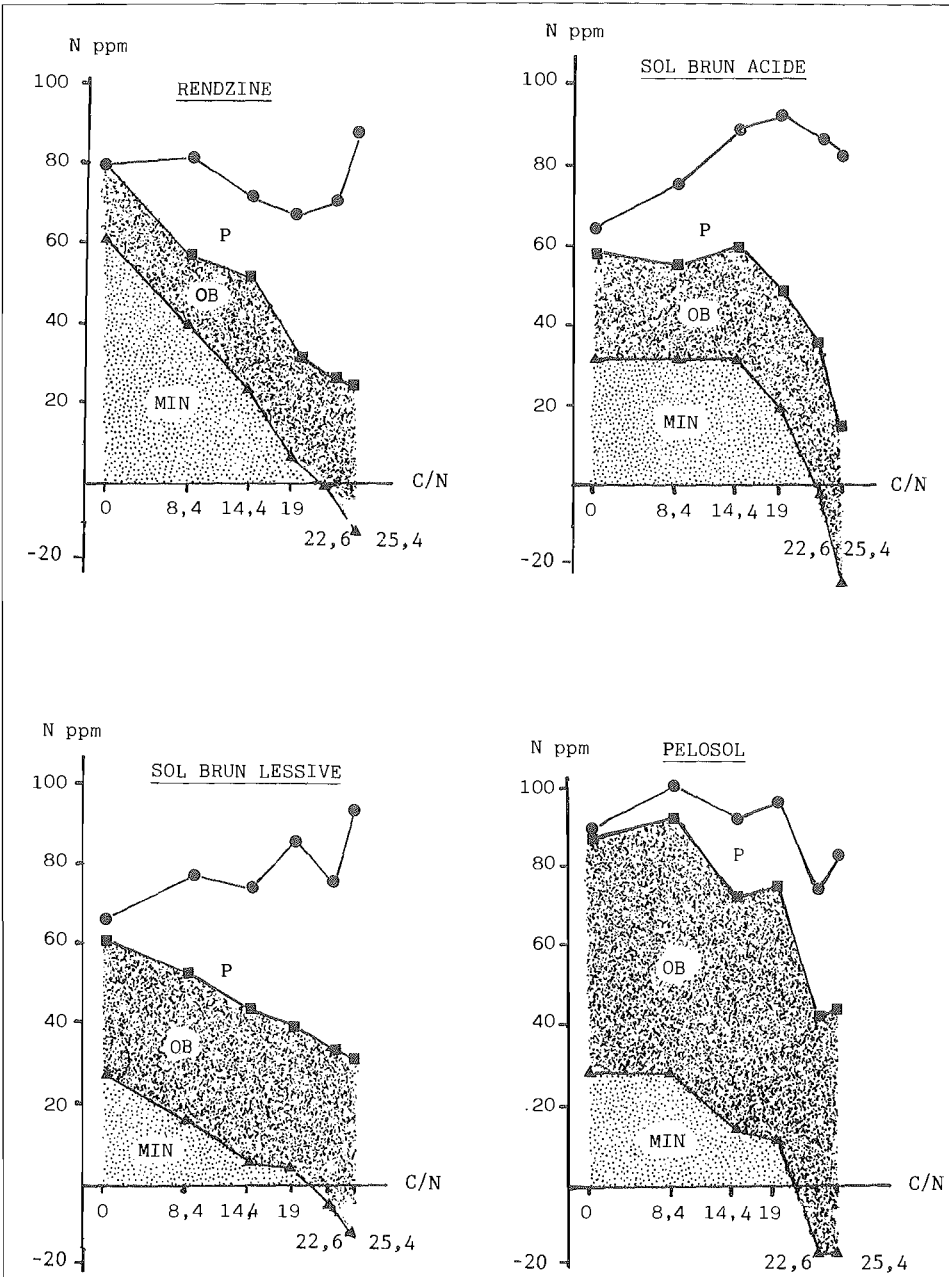 N ppm
RENDZINE
100
80
60
40
20
-20
P
OB
MIN
C/N
0 8,4 14,4 19
22,6 25,4
N ppm
SOL BRUN ACIDE
100
80
60
40
20
-20
P
OB
MIN
C/N
0 8,4 14,4 19
22,6 25,4
N ppm
SOL BRUN LESSIVE
100
80
60
40
20
-20
P
OB
MIN
C/N
0 8,4 14,4 19
22,6 25,4
N ppm
PELOSOL
100
80
60
40
20
-20
P
OB
MIN
C/N
0 8,4 14,4 19
22,6 25,4